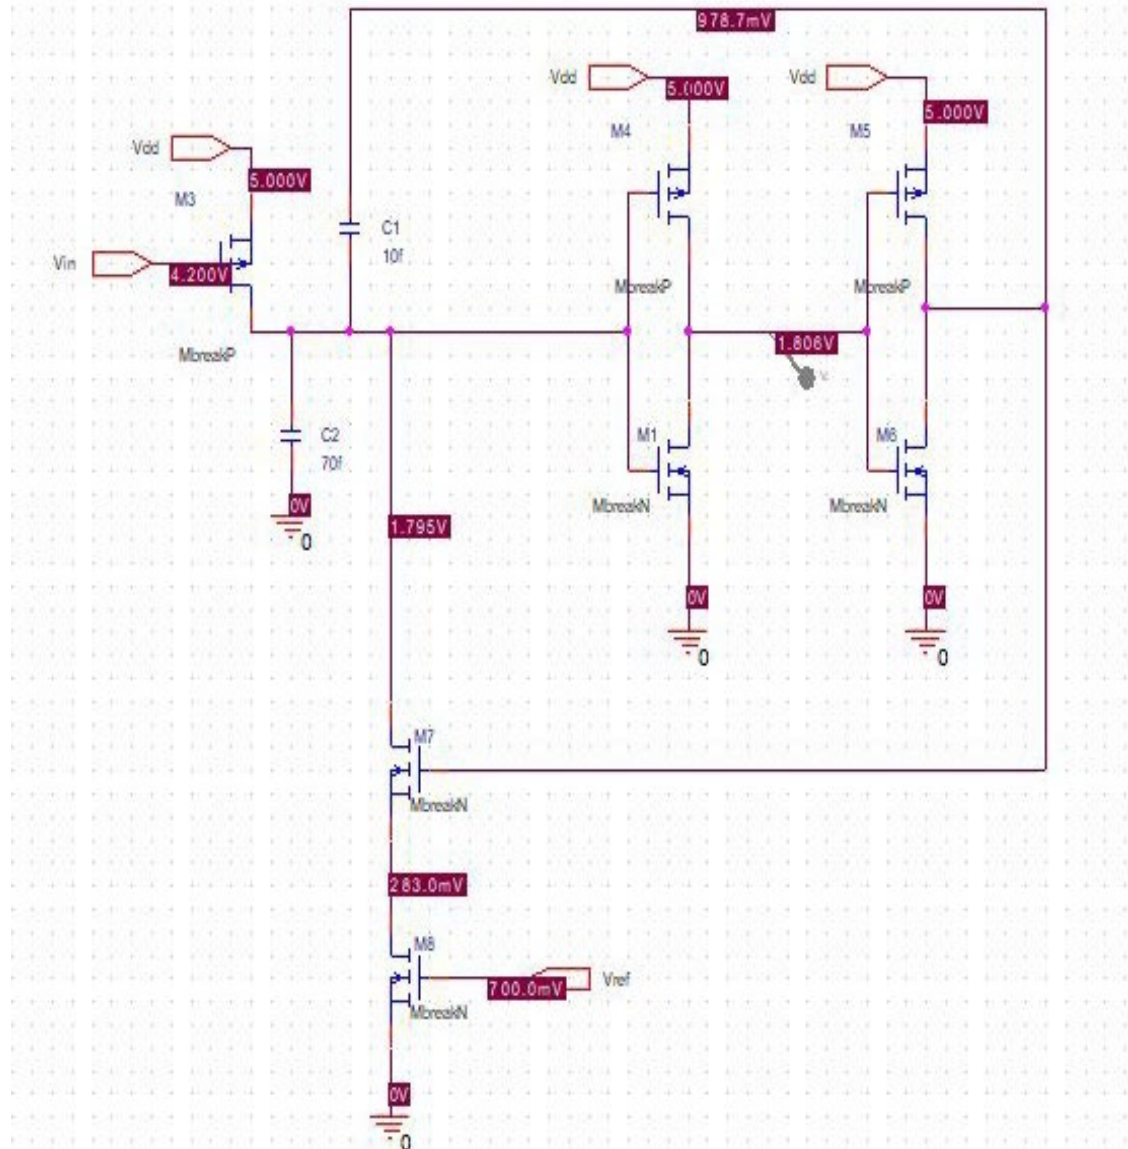 978.7mV
Vdd
5.000V
M4
Vdd
5.000V
M5
Vdd
5.000V
M3
C1
10f
Vin
4.200V
MbreakP
MbreakP
MbreakP
1.806V
C2
70f
M1
M6
0V
0
MbreakN
MbreakN
1.795V
0V
0
0V
0
M7
MbreakN
283.0mV
M8
700.0mV
Vref
MbreakN
0V
0